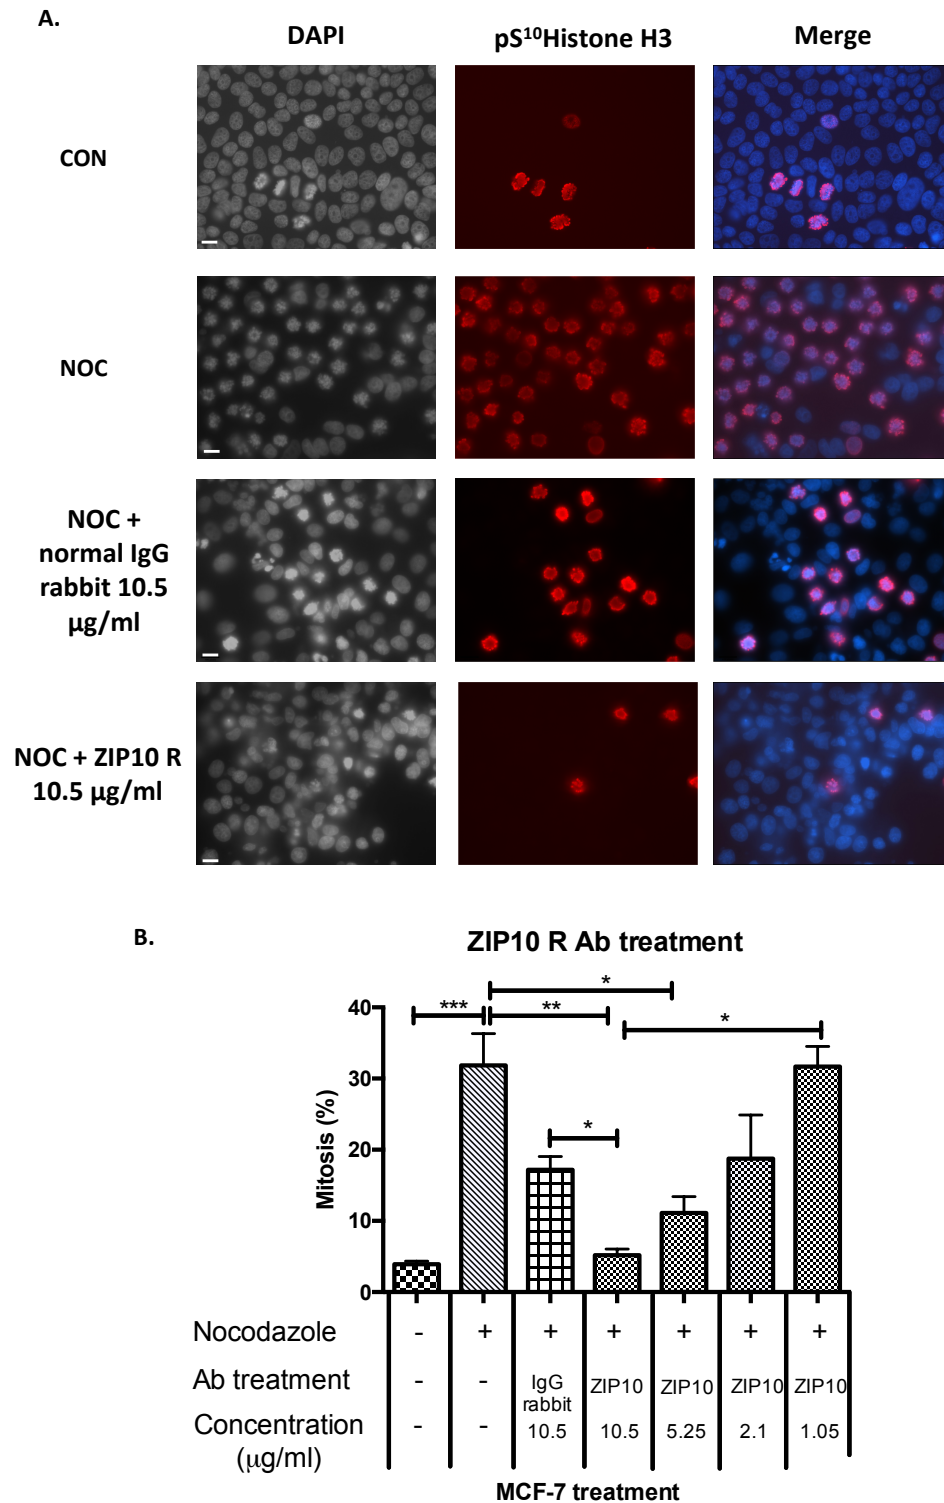 A.
DAPI
pS¹⁰Histone H3
Merge
CON
NOC
NOC +
normal IgG
rabbit 10.5
µg/ml
NOC + ZIP10 R
10.5 µg/ml
B.
ZIP10 R Ab treatment
*
*** ** *
*
40
30
20
10
0
Mitosis (%)
Nocodazole - + + + + + +
Ab treatment - - IgG rabbit ZIP10 ZIP10 ZIP10 ZIP10
Concentration (µg/ml) - - 10.5 10.5 5.25 2.1 1.05
MCF-7 treatment